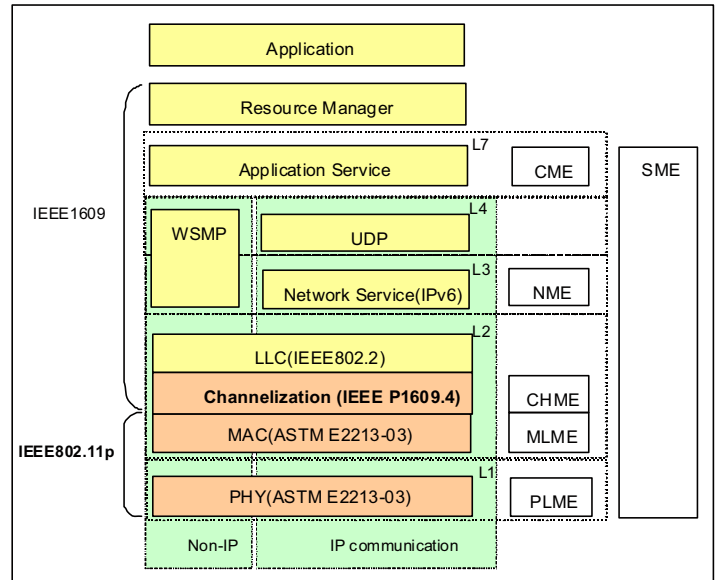 Application
Resource Manager
L7
Application Service
CME
SME
IEEE1609
L4
WSMP
UDP
L3
Network Service(IPv6)
NME
L2
LLC(IEEE802.2)
Channelization (IEEE P1609.4)
CHME
MAC(ASTM E2213-03)
MLME
IEEE802.11p
L1
PHY(ASTM E2213-03)
PLME
Non-IP
IP communication